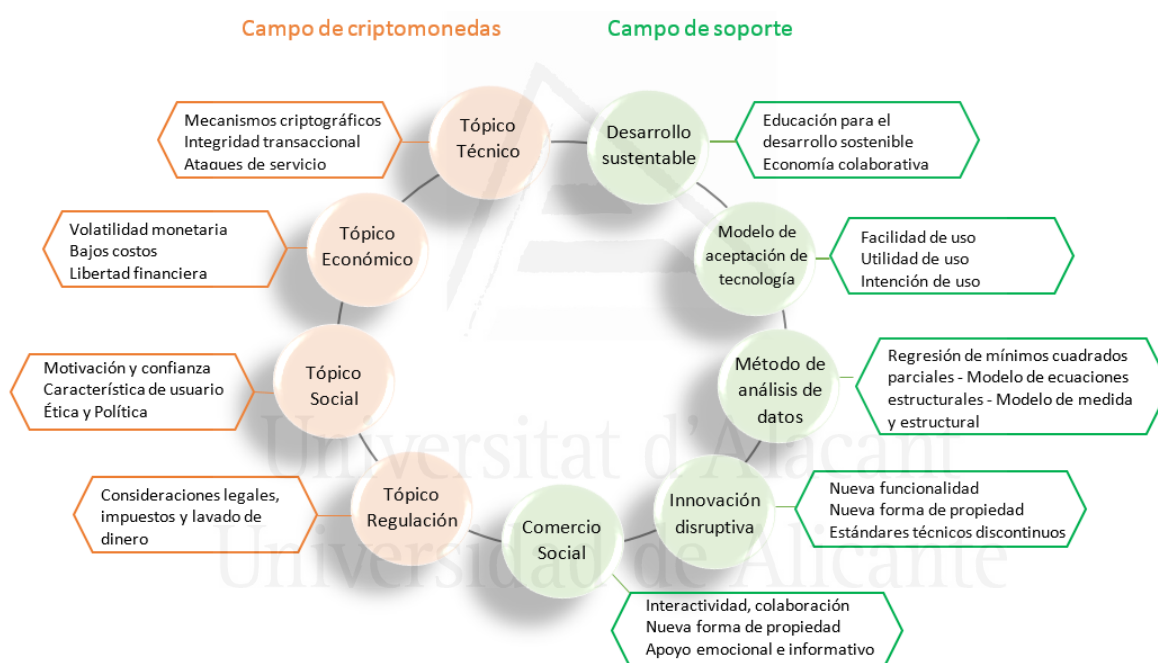 Campo de criptomonedas
Campo de soporte
Mecanismos criptográficos
Integridad transaccional
Ataques de servicio
Tópico
Técnico
Desarrollo
sustentable
Educación para el
desarrollo sostenible
Economía colaborativa
Volatilidad monetaria
Bajos costos
Libertad financiera
Tópico
Económico
Modelo de
aceptación de
tecnología
Facilidad de uso
Utilidad de uso
Intención de uso
Motivación y confianza
Característica de usuario
Ética y Política
Tópico
Social
Método de
análisis de
datos
Regresión de mínimos cuadrados
parciales - Modelo de ecuaciones
estructurales - Modelo de medida
y estructural
Consideraciones legales,
impuestos y lavado de
dinero
Tópico
Regulación
Comercio
Social
Innovación
disruptiva
Nueva funcionalidad
Nueva forma de propiedad
Estándares técnicos discontinuos
Interactividad, colaboración
Nueva forma de propiedad
Apoyo emocional e informativo
Universitat d'Alacant
Universidad de Alicante